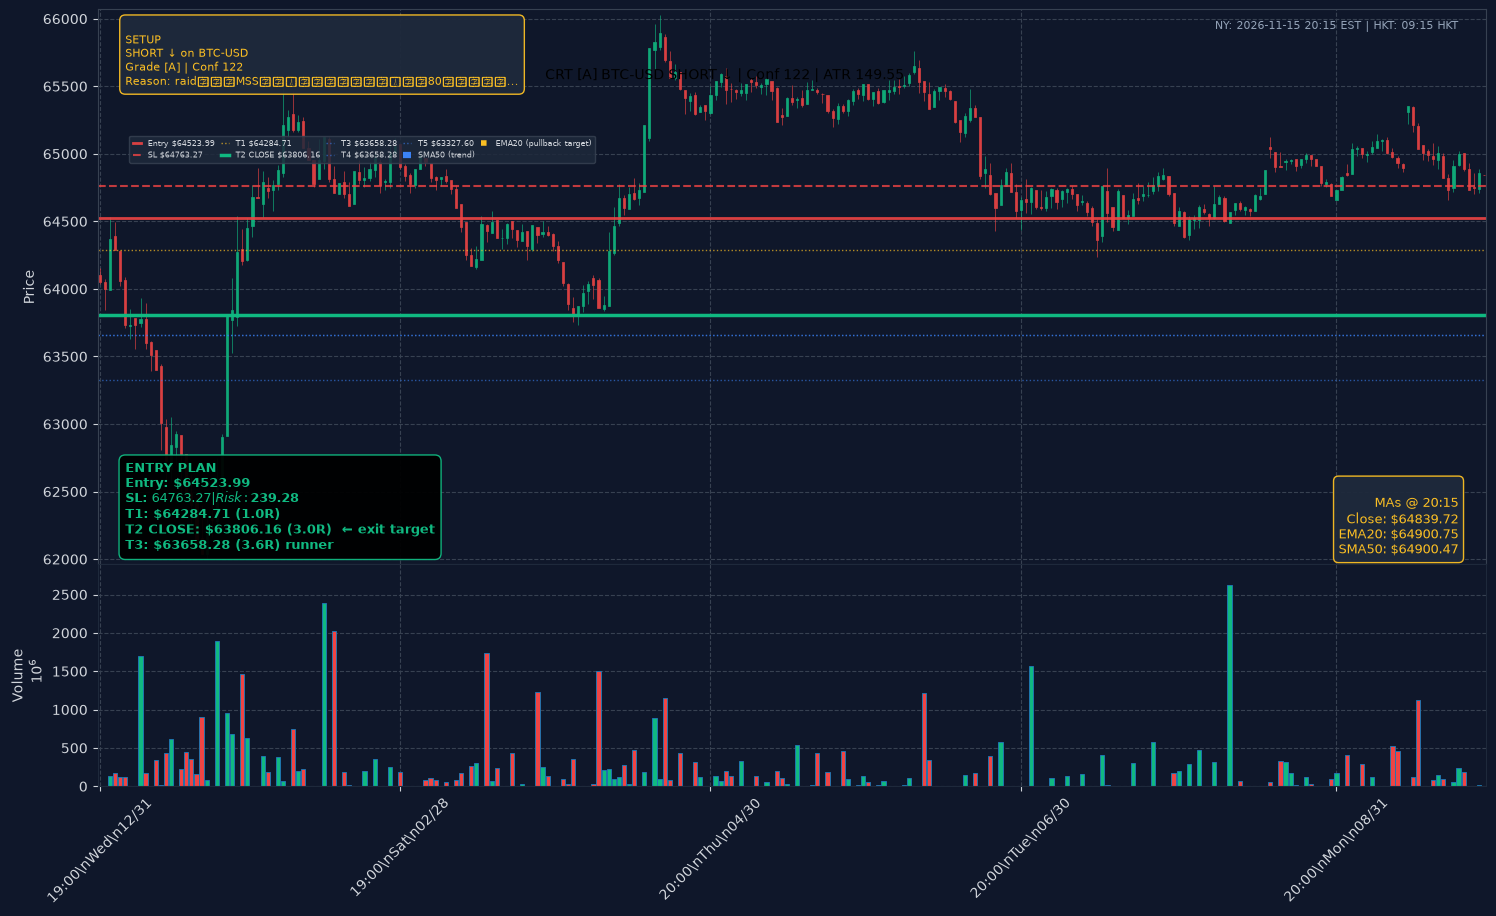 NY: 2026-11-15 20:15 EST | HKT: 09:15 HKT
SETUP
SHORT ↓ on BTC-USD
Grade [A] | Conf 122
CRT [A] BTC-USD SHORT ↓ | Conf 122 | ATR 149.55
Entry $64523.99
SL $64763.27
T1 $64284.71
T2 CLOSE $63806.16
T3 $63658.28
T4 $63658.28
T5 $63327.60
SMA50 (trend)
EMA20 (pullback target)
Price
66000
65500
65000
64500
64000
63500
63000
62500
62000
ENTRY PLAN
Entry: $64523.99
SL: 64763.27|Risk:239.28
T1: $64284.71 (1.0R)
T2 CLOSE: $63806.16 (3.0R) ← exit target
T3: $63658.28 (3.6R) runner
MAs @ 20:15
Close: $64839.72
EMA20: $64900.75
SMA50: $64900.47
Volume
10⁶
2500
2000
1500
1000
500
0
19:00\nWed\n12/31
19:00\nSat\n02/28
20:00\nThu\n04/30
20:00\nTue\n06/30
20:00\nMon\n08/31